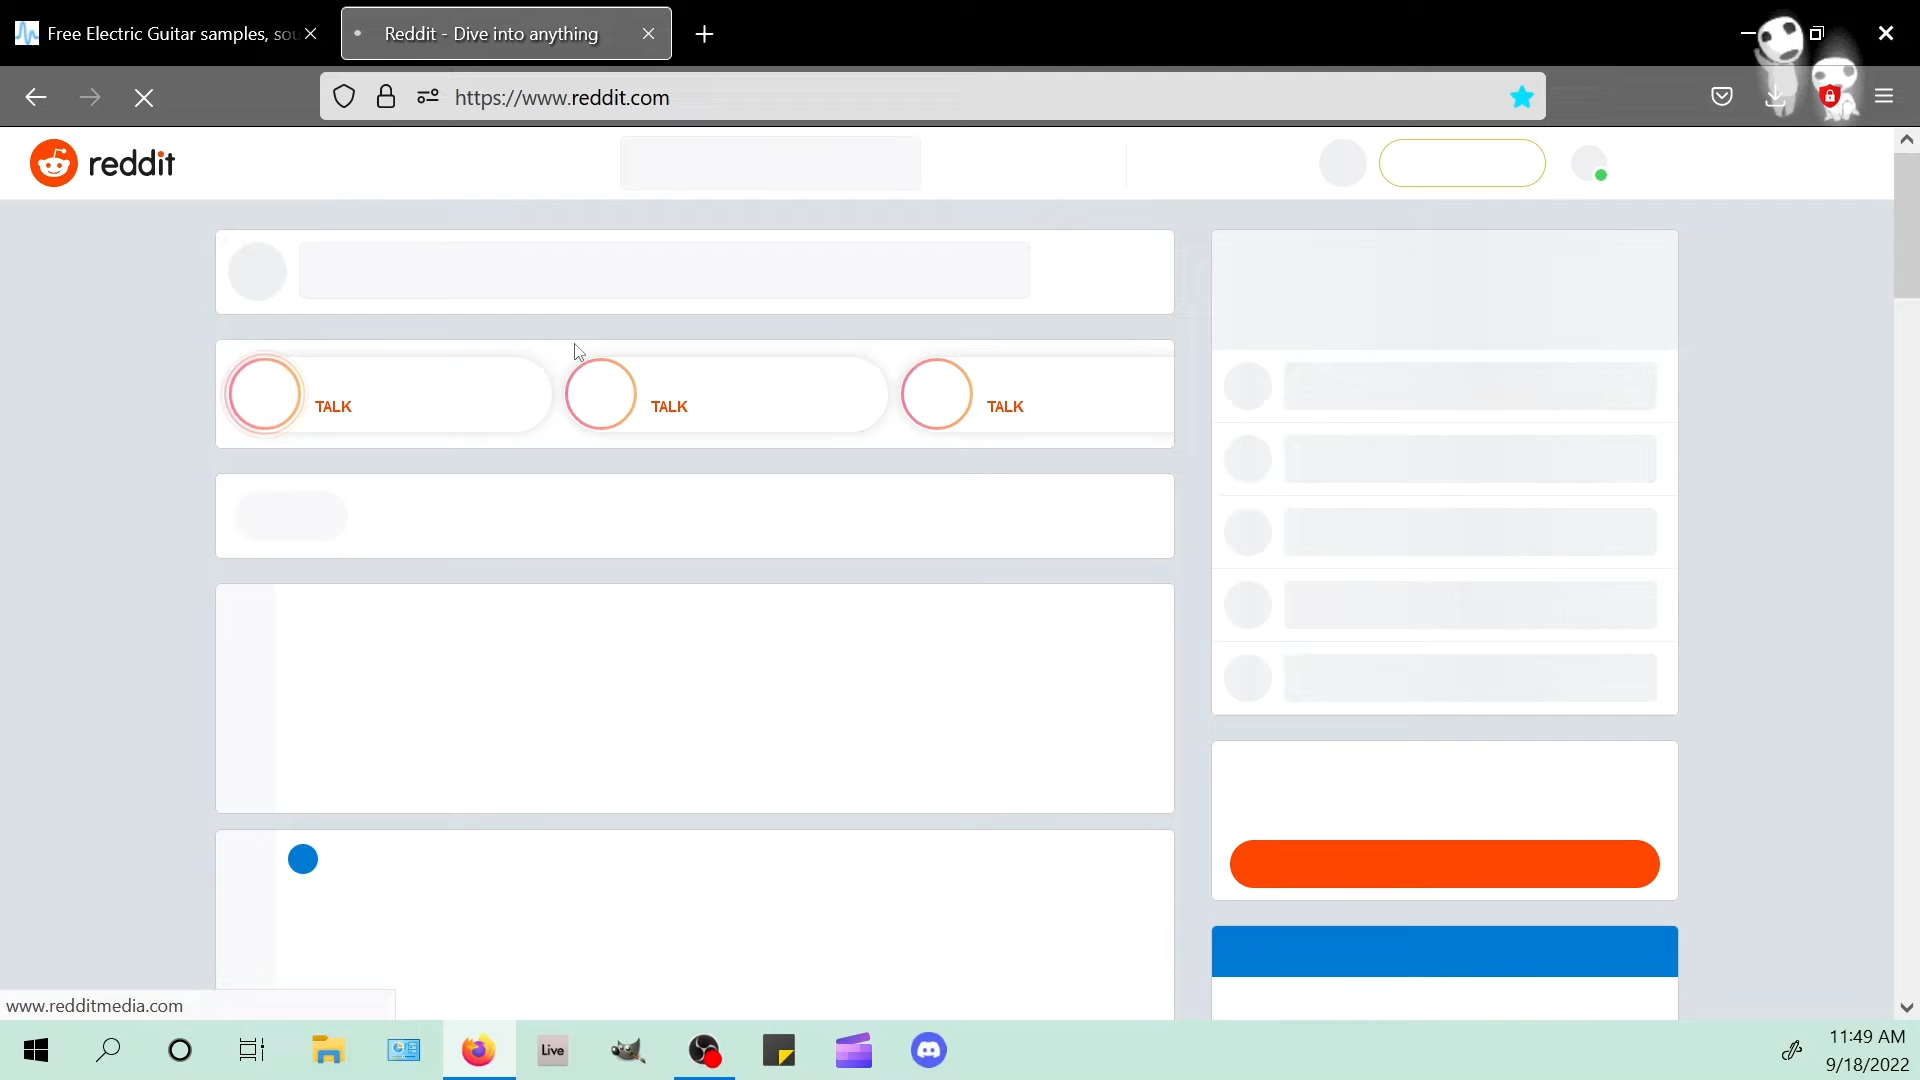 Free Electric Guitar samples, sou
Reddit - Dive into anything
https://www.reddit.com
reddit
TALK
TALK
TALK
www.redditmedia.com
Live
11:49 AM
9/18/2022